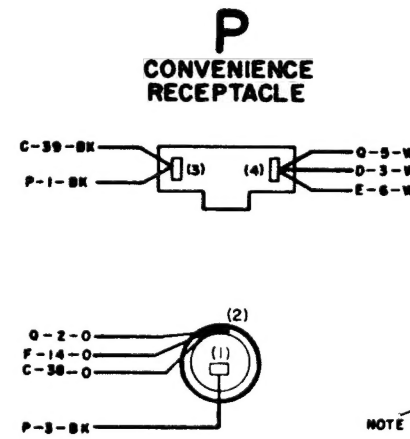 P
CONVENIENCE
RECEPTACLE
C-39-BK
P-1-BK
(3)
(4)
Q-5-W
D-3-W
E-6-W
(2)
Q-2-O
F-14-O
C-38-O
(1)
P-3-BK
NOTE